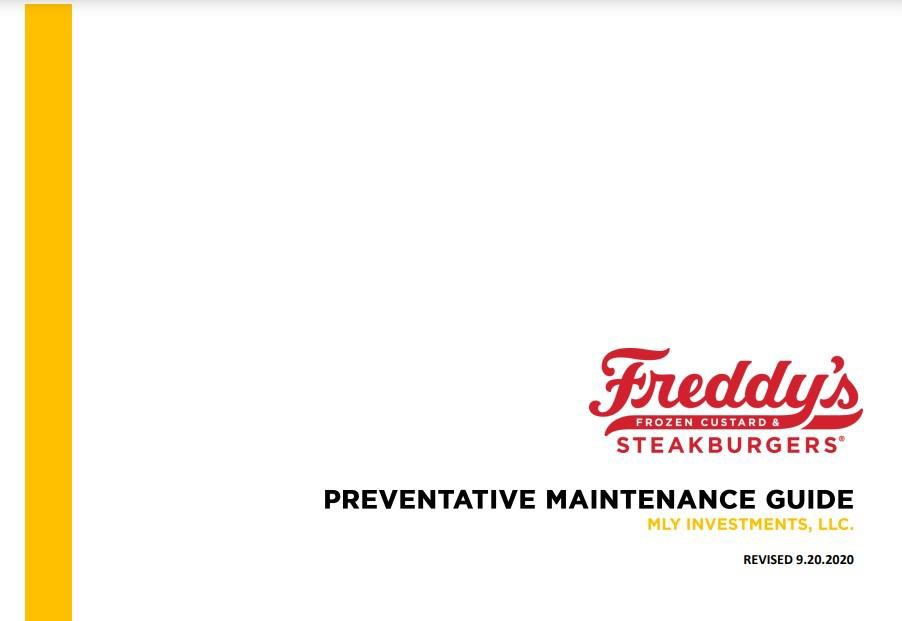 Freddy's
FROZEN CUSTARD &
STEAKBURGERS®
PREVENTATIVE MAINTENANCE GUIDE
MLY INVESTMENTS, LLC.
REVISED 9.20.2020